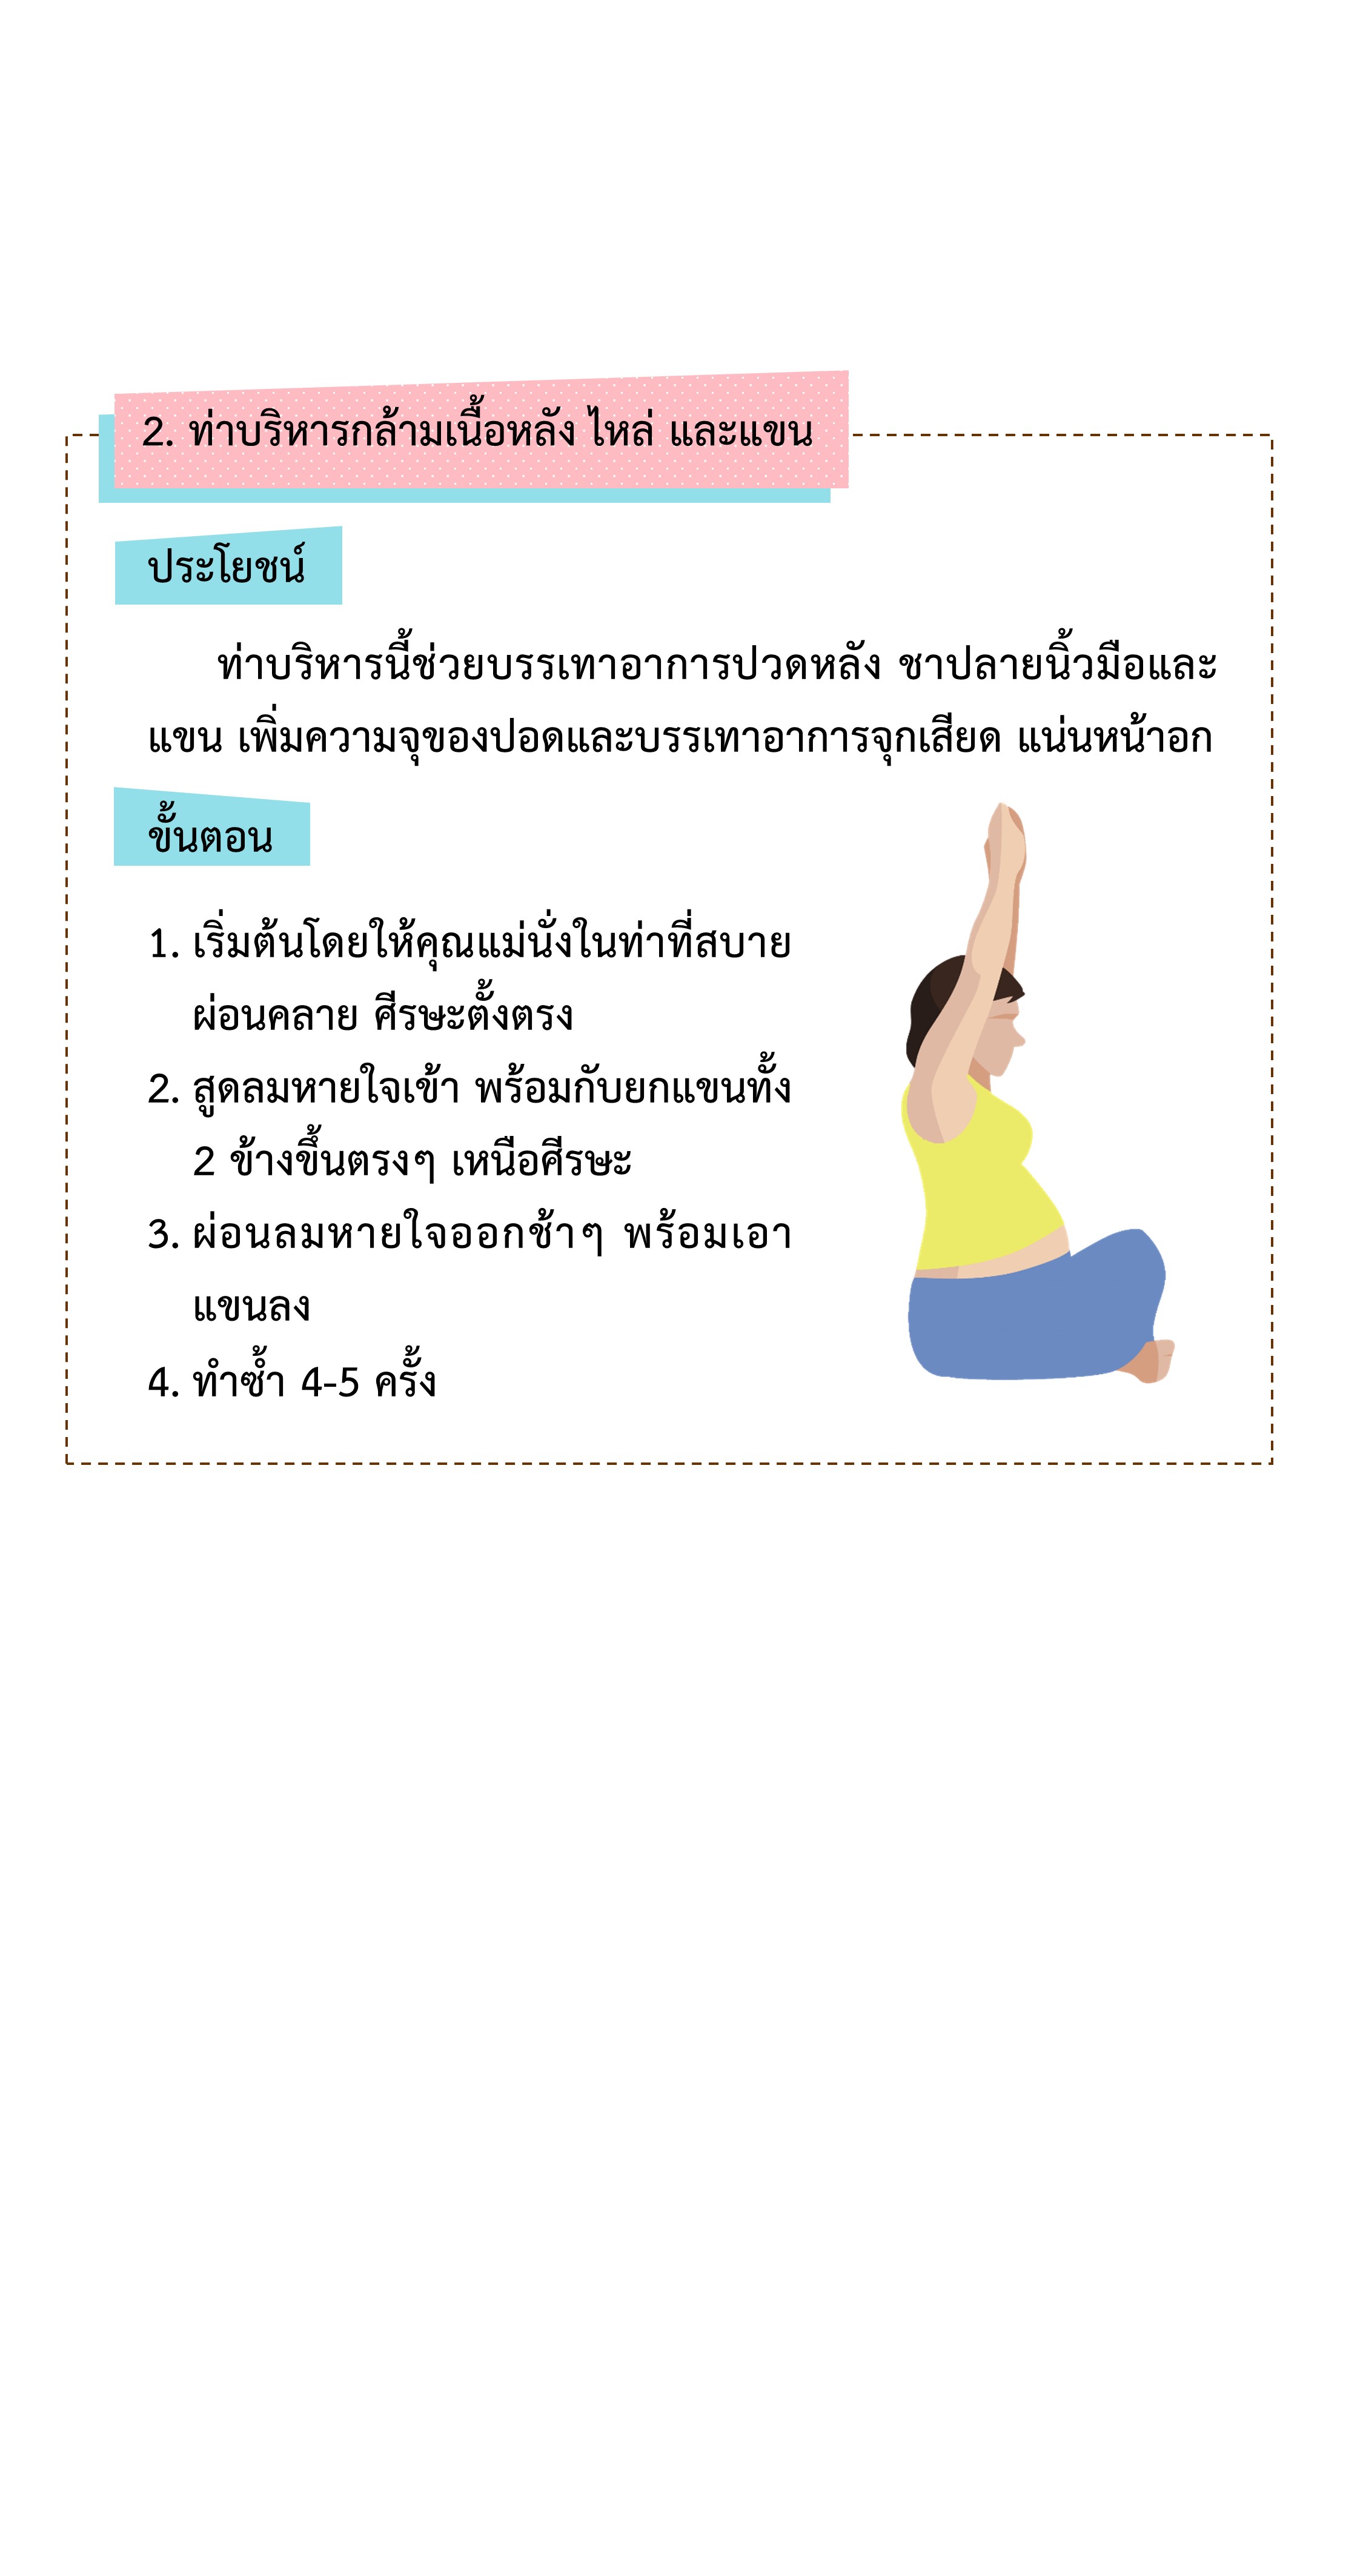 2. ท่าบริหารกล้ามเนื้อหลัง ไหล่ และแขน
ประโยชน์
ท่าบริหารนี้ช่วยบรรเทาอาการปวดหลัง ชาปลายนิ้วมือและ
แขน เพิ่มความจุของปอดและบรรเทาอาการจุกเสียด แน่นหน้าอก
ขั้นตอน
1. เริ่มต้นโดยให้คุณแม่นั่งในท่าที่สบาย
ผ่อนคลาย ศีรษะตั้งตรง
2. สูดลมหายใจเข้า พร้อมกับยกแขนทั้ง
2 ข้างขึ้นตรงๆ เหนือศีรษะ
3. ผ่อนลมหายใจออกช้าๆ พร้อมเอา
แขนลง
4. ทำซ้ำ 4-5 ครั้ง